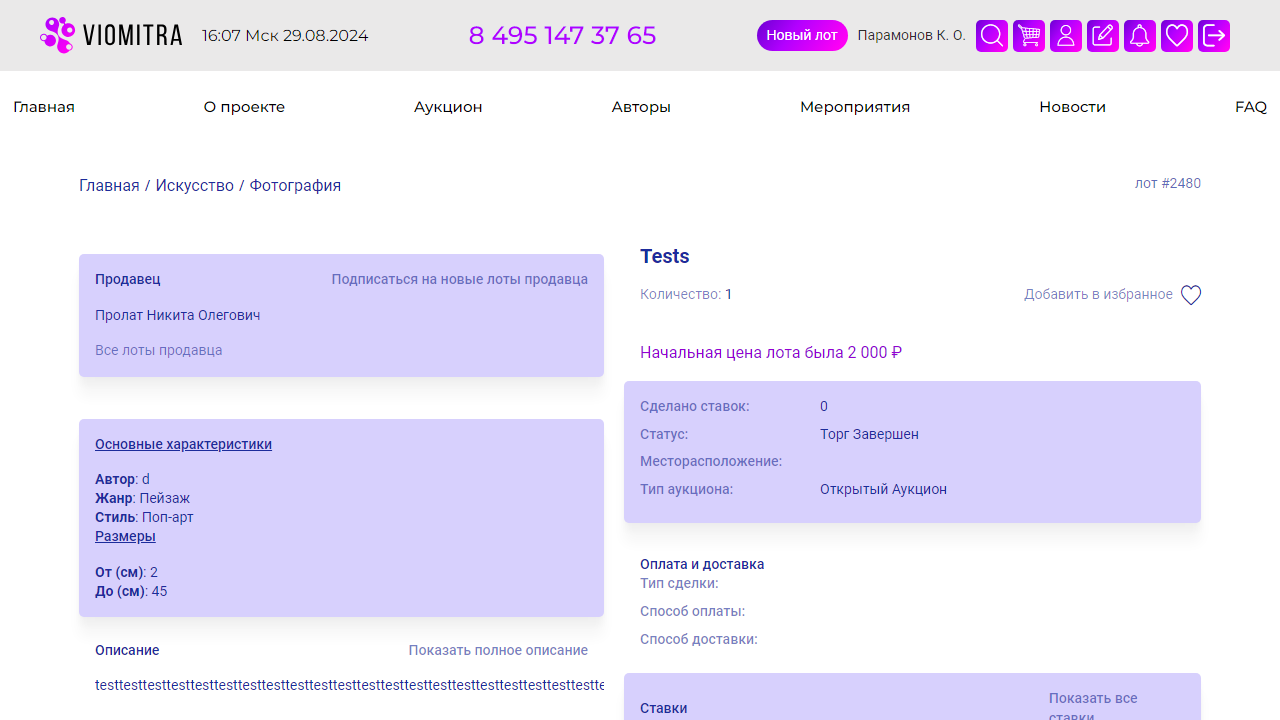 VIOMITRA
16:07 Мск 29.08.2024
8 495 147 37 65
Новый лот
Парамонов К. О.
Главная
О проекте
Аукцион
Авторы
Мероприятия
Новости
FAQ
Главная / Искусство / Фотография
лот #2480
Продавец
Подписаться на новые лоты продавца
Пролат Никита Олегович
Все лоты продавца
Основные характеристики
Автор: d
Жанр: Пейзаж
Стиль: Поп-арт
Размеры
От (см): 2
До (см): 45
Описание
Показать полное описание
Tests
Количество: 1
Добавить в избранное
Начальная цена лота была 2 000 ₽
Сделано ставок: 0
Статус: Торг Завершен
Месторасположение:
Тип аукциона: Открытый Аукцион
Оплата и доставка
Тип сделки:
Способ оплаты:
Способ доставки:
Ставки
Показать все
ставки